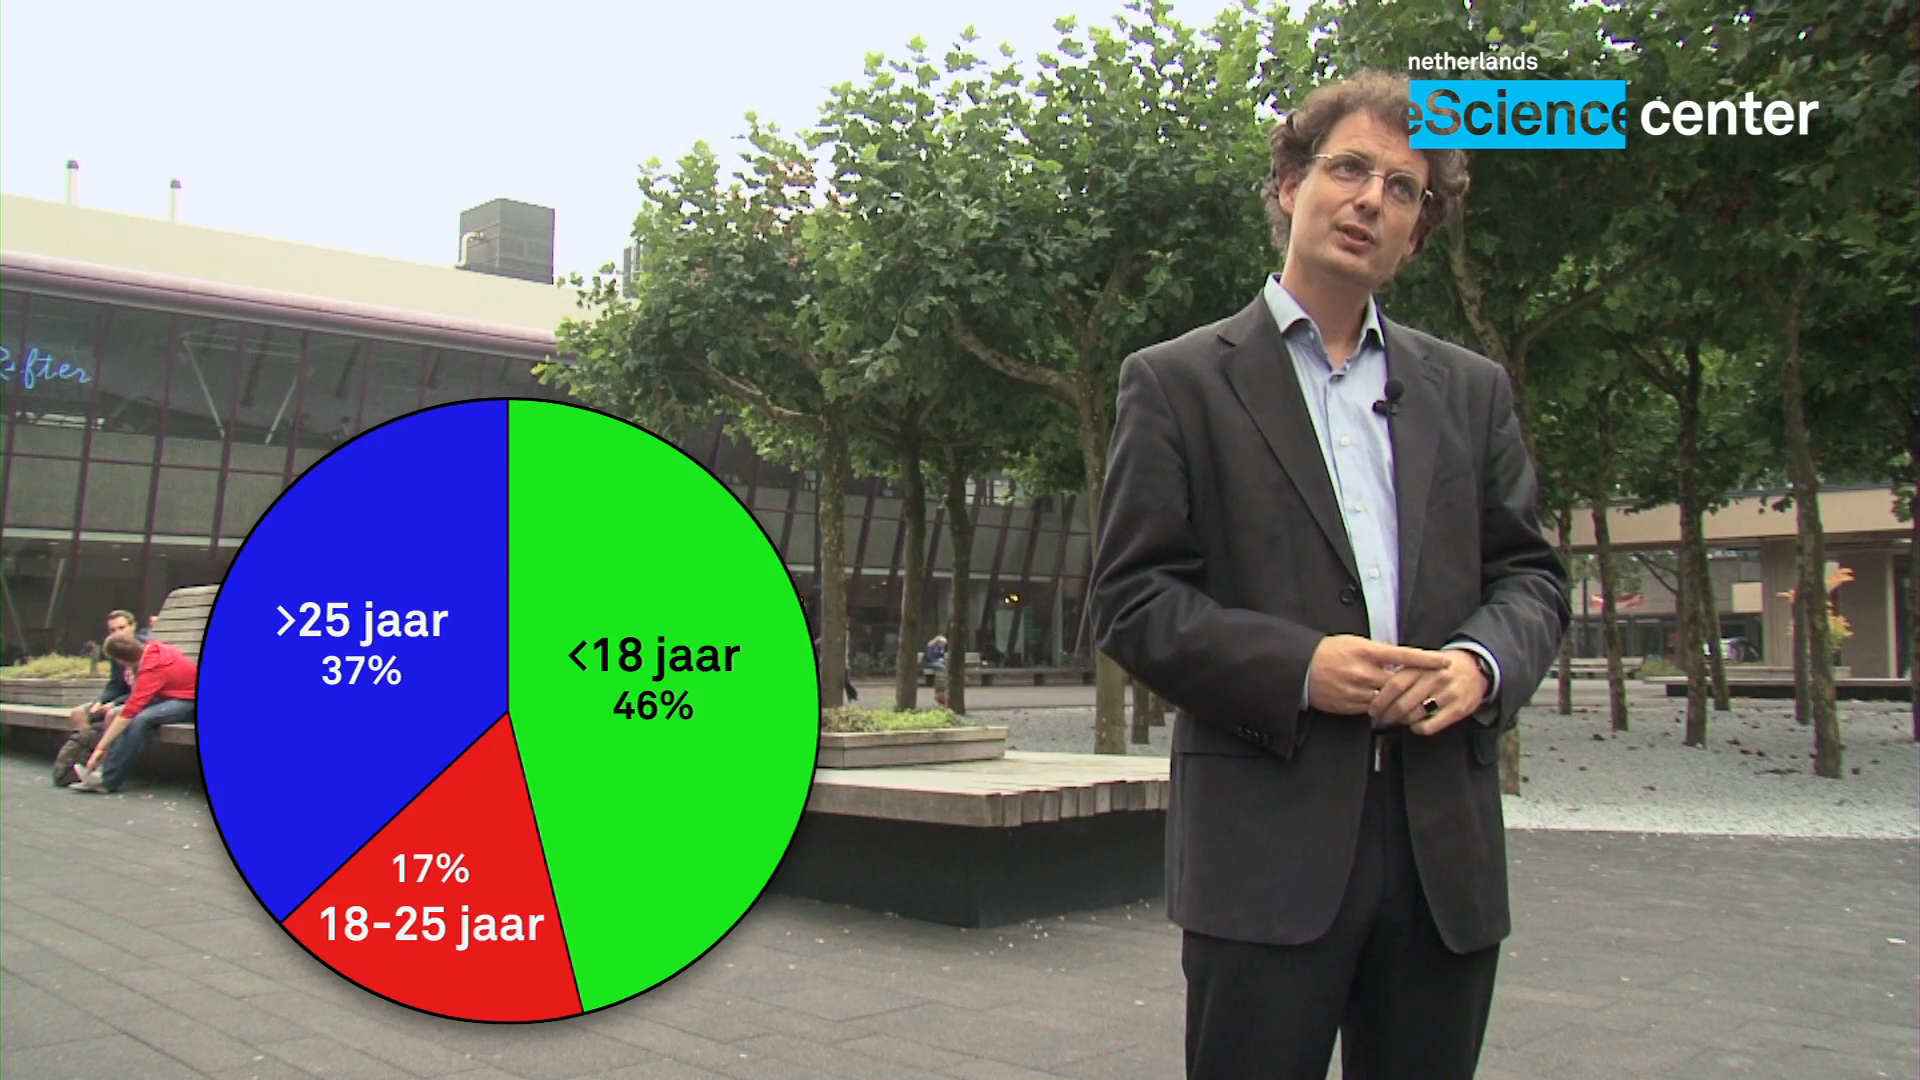 netherlands
eScience center
>25 jaar
37%
<18 jaar
46%
17%
18-25 jaar